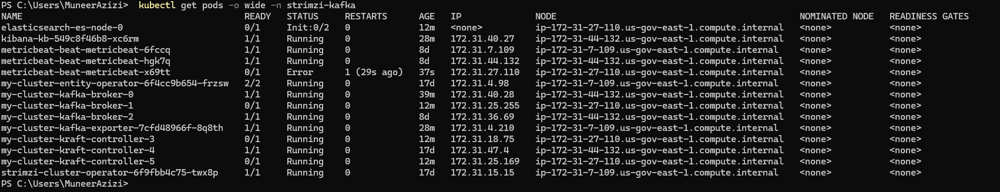 PS C:\Users\MuneerAzizi>  kubectl get pods -o wide -n strimzi-kafka
NAME                                          READY   STATUS     RESTARTS      AGE   IP              NODE                                              NOMINATED NODE   READINESS GATES
elasticsearch-es-node-0                       0/1     Init:0/2   0             12m   <none>          ip-172-31-27-110.us-gov-east-1.compute.internal   <none>           <none>
kibana-kb-549c8f46b8-xc6rm                    1/1     Running    0             28m   172.31.40.27    ip-172-31-44-132.us-gov-east-1.compute.internal   <none>           <none>
metricbeat-beat-metricbeat-6fccq              1/1     Running    0             8d    172.31.7.109    ip-172-31-7-109.us-gov-east-1.compute.internal    <none>           <none>
metricbeat-beat-metricbeat-hgk7q              1/1     Running    0             8d    172.31.44.132   ip-172-31-44-132.us-gov-east-1.compute.internal   <none>           <none>
metricbeat-beat-metricbeat-x69tt              0/1     Error      1 (29s ago)   37s   172.31.27.110   ip-172-31-27-110.us-gov-east-1.compute.internal   <none>           <none>
my-cluster-entity-operator-6f4cc9b654-frzsw   2/2     Running    0             17d   172.31.4.98     ip-172-31-7-109.us-gov-east-1.compute.internal    <none>           <none>
my-cluster-kafka-broker-0                     1/1     Running    0             39m   172.31.40.28    ip-172-31-44-132.us-gov-east-1.compute.internal   <none>           <none>
my-cluster-kafka-broker-1                     0/1     Running    0             12m   172.31.25.255   ip-172-31-27-110.us-gov-east-1.compute.internal   <none>           <none>
my-cluster-kafka-broker-2                     1/1     Running    0             8d    172.31.36.69    ip-172-31-44-132.us-gov-east-1.compute.internal   <none>           <none>
my-cluster-kafka-exporter-7cfd48966f-8q8th    1/1     Running    0             28m   172.31.4.210    ip-172-31-7-109.us-gov-east-1.compute.internal    <none>           <none>
my-cluster-kraft-controller-3                 0/1     Running    0             12m   172.31.18.75    ip-172-31-27-110.us-gov-east-1.compute.internal   <none>           <none>
my-cluster-kraft-controller-4                 1/1     Running    0             17d   172.31.47.4     ip-172-31-44-132.us-gov-east-1.compute.internal   <none>           <none>
my-cluster-kraft-controller-5                 0/1     Running    0             12m   172.31.25.169   ip-172-31-27-110.us-gov-east-1.compute.internal   <none>           <none>
strimzi-cluster-operator-6f9fbb4c75-twx8p     1/1     Running    0             17d   172.31.15.15    ip-172-31-7-109.us-gov-east-1.compute.internal    <none>           <none>
PS C:\Users\MuneerAzizi>